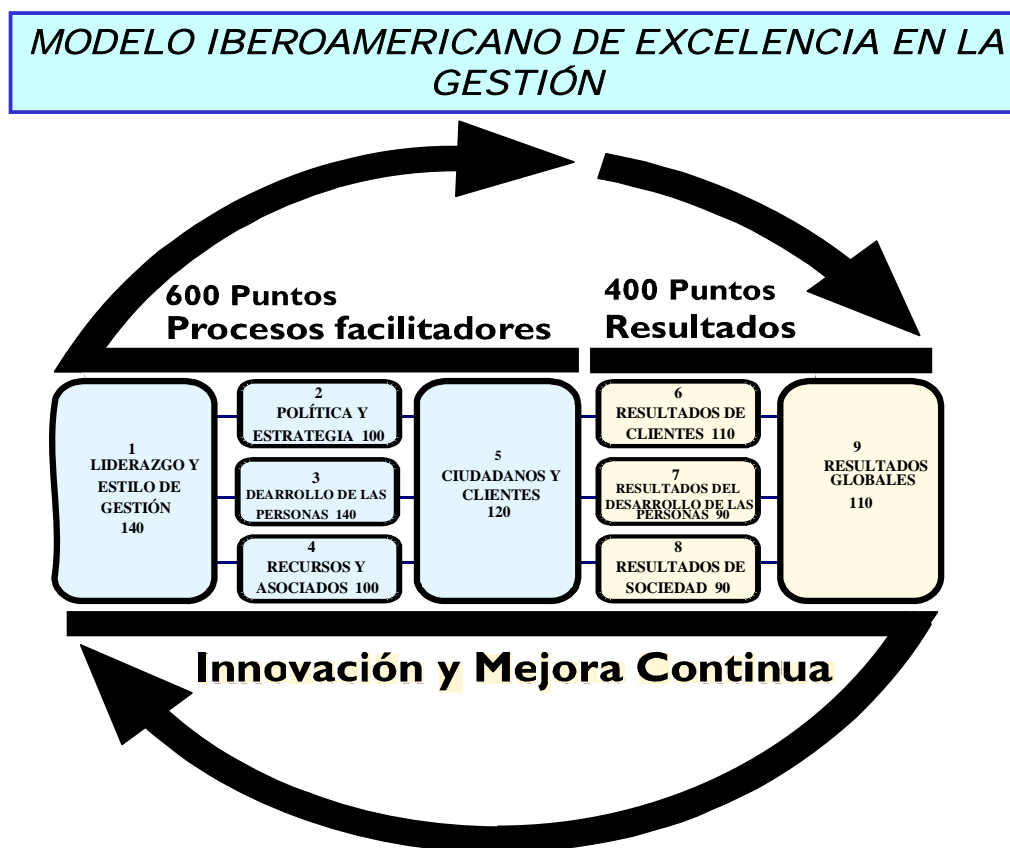 MODELO IBEROAMERICANO DE EXCELENCIA EN LA
GESTIÓN
600 Puntos
Procesos facilitadores
400 Puntos
Resultados
1
LIDERAZGO Y
ESTILO DE
GESTIÓN
140
2
POLÍTICA Y
ESTRATEGIA 100
3
DEARROLLO DE LAS
PERSONAS 140
4
RECURSOS Y
ASOCIADOS 100
5
CIUDADANOS Y
CLIENTES
120
6
RESULTADOS DE
CLIENTES 110
7
RESULTADOS DEL
DESARROLLO DE LAS
PERSONAS 90
8
RESULTADOS DE
SOCIEDAD 90
9
RESULTADOS
GLOBALES
110
Innovación y Mejora Continua